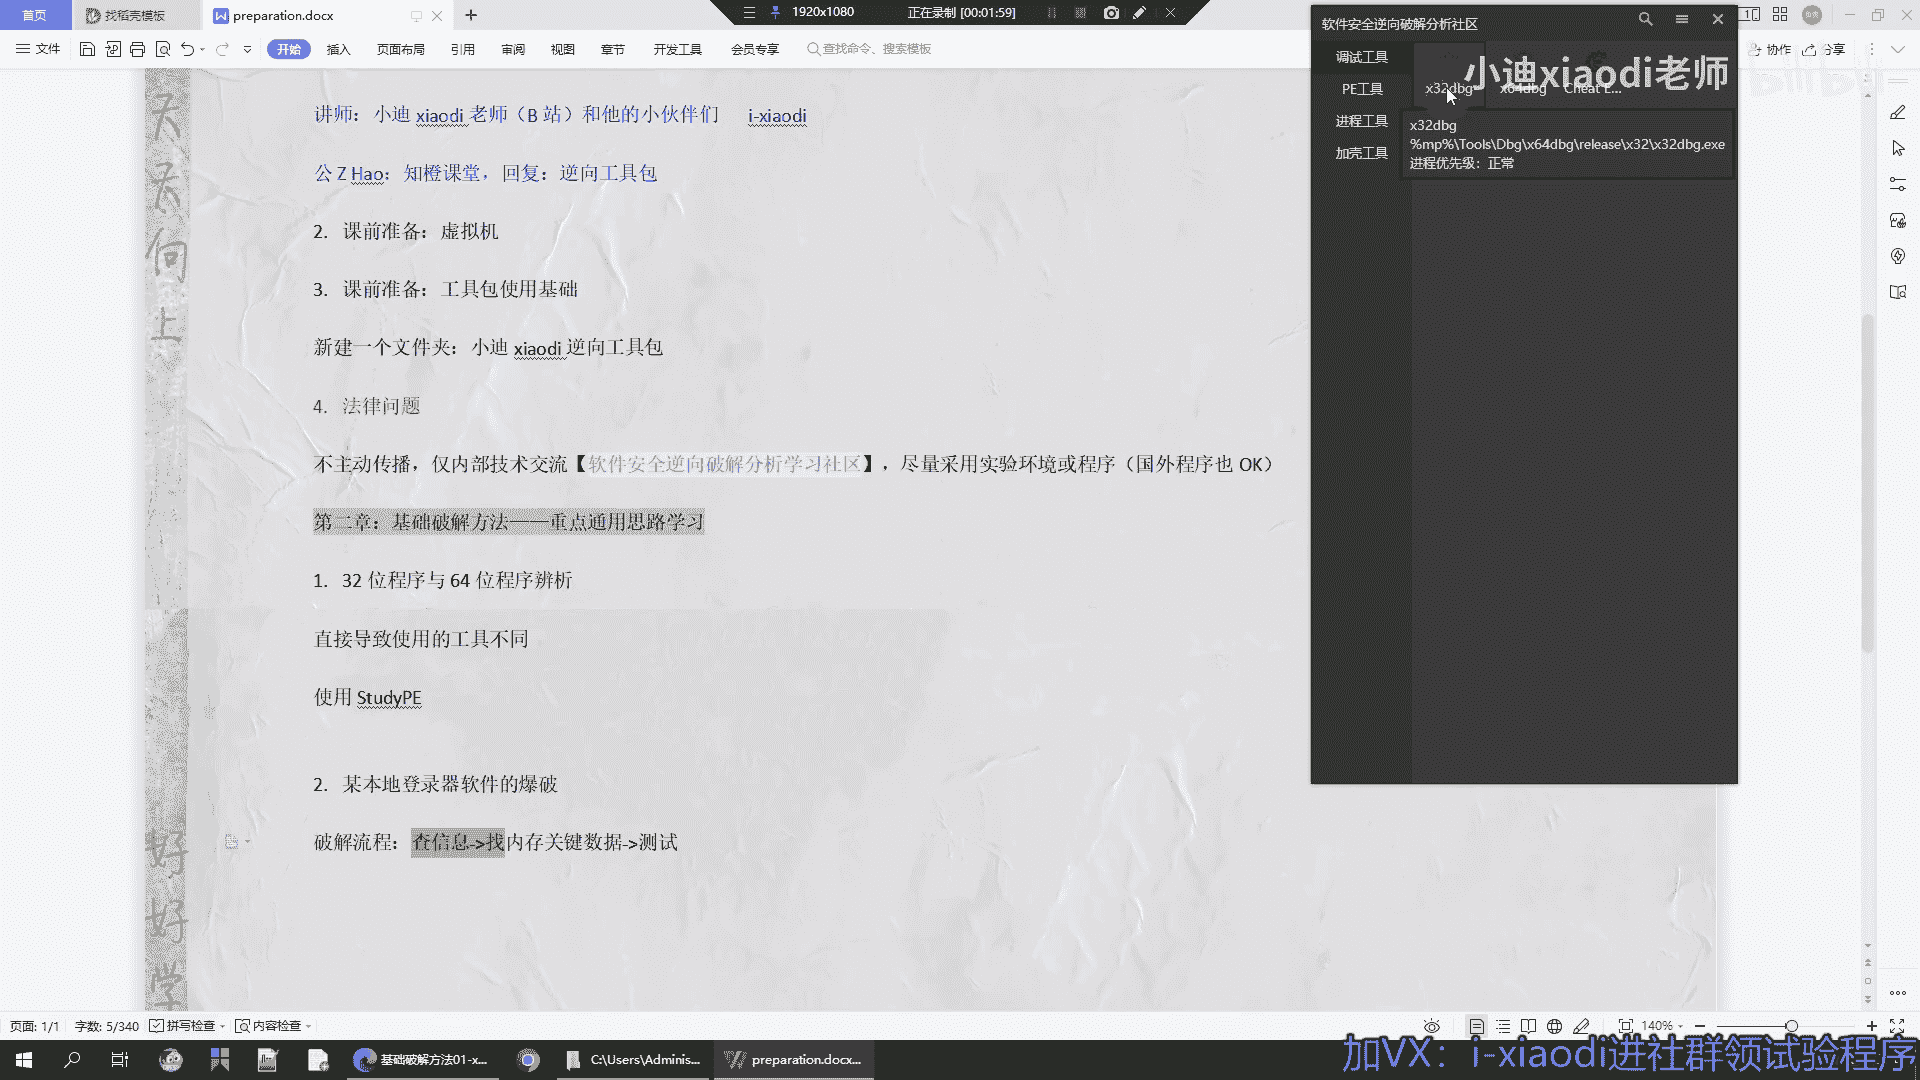 首页
找稻壳模板
preparation.docx
1920x1080
正在录制 [00:01:59]
文件
开始
插入
页面布局
引用
审阅
视图
章节
开发工具
会员专享
查找命令、搜索模板
协作
分享
讲师：小迪 xiaodi 老师（B 站）和他的小伙伴们 i-xiaodi
公 Z Hao：知橙课堂，回复：逆向工具包
2. 课前准备：虚拟机
3. 课前准备：工具包使用基础
新建一个文件夹：小迪 xiaodi 逆向工具包
4. 法律问题
不主动传播，仅内部技术交流【软件安全逆向破解分析学习社区】，尽量采用实验环境或程序（国外程序也 OK）
第二章：基础破解方法——重点通用思路学习
1. 32 位程序与 64 位程序辨析
直接导致使用的工具不同
使用 StudyPE
2. 某本地登录器软件的爆破
破解流程：查信息->找内存关键数据->测试
天天向上
好好学
软件安全逆向破解分析社区
调试工具
PE工具
进程工具
加壳工具
小迪xiaodi老师
x32dbg
x64dbg
Cheat E...
x32dbg
%mp%\Tools\Dbg\x64dbg\release\x32\x32dbg.exe
进程优先级：正常
页面: 1/1
字数: 5/340
拼写检查
内容检查
140%
基础破解方法01-x...
C:\Users\Adminis...
preparation.docx...
加VX：i-xiaodi进社群领试验程序